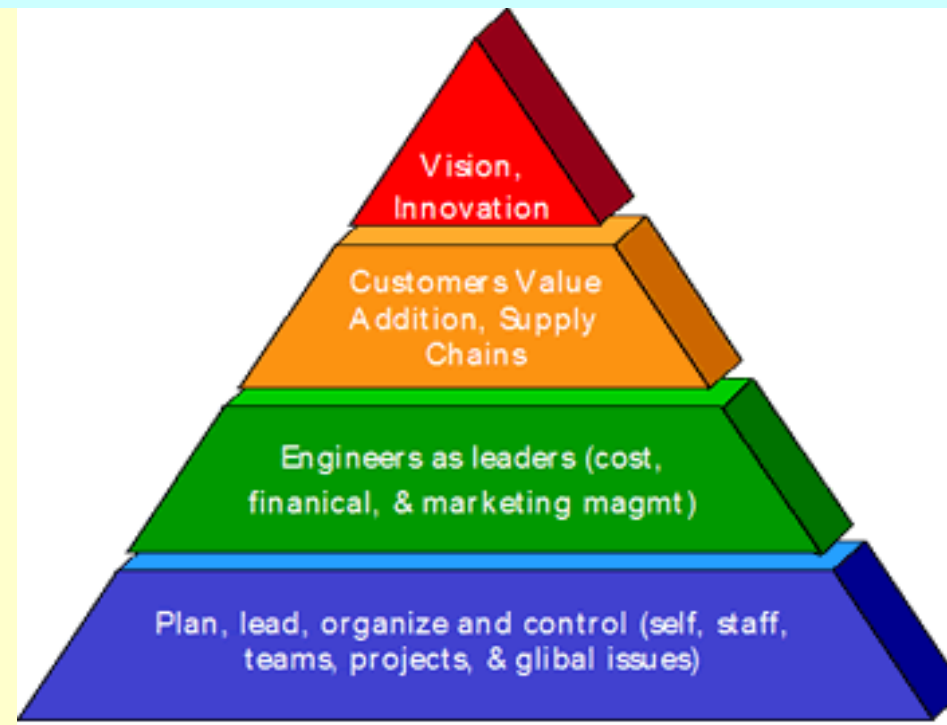 Vision,
Innovation
Customers Value
Addition, Supply
Chains
Engineers as leaders (cost,
finanical, & marketing magmt)
Plan, lead, organize and control (self, staff,
teams, projects, & glibal issues)